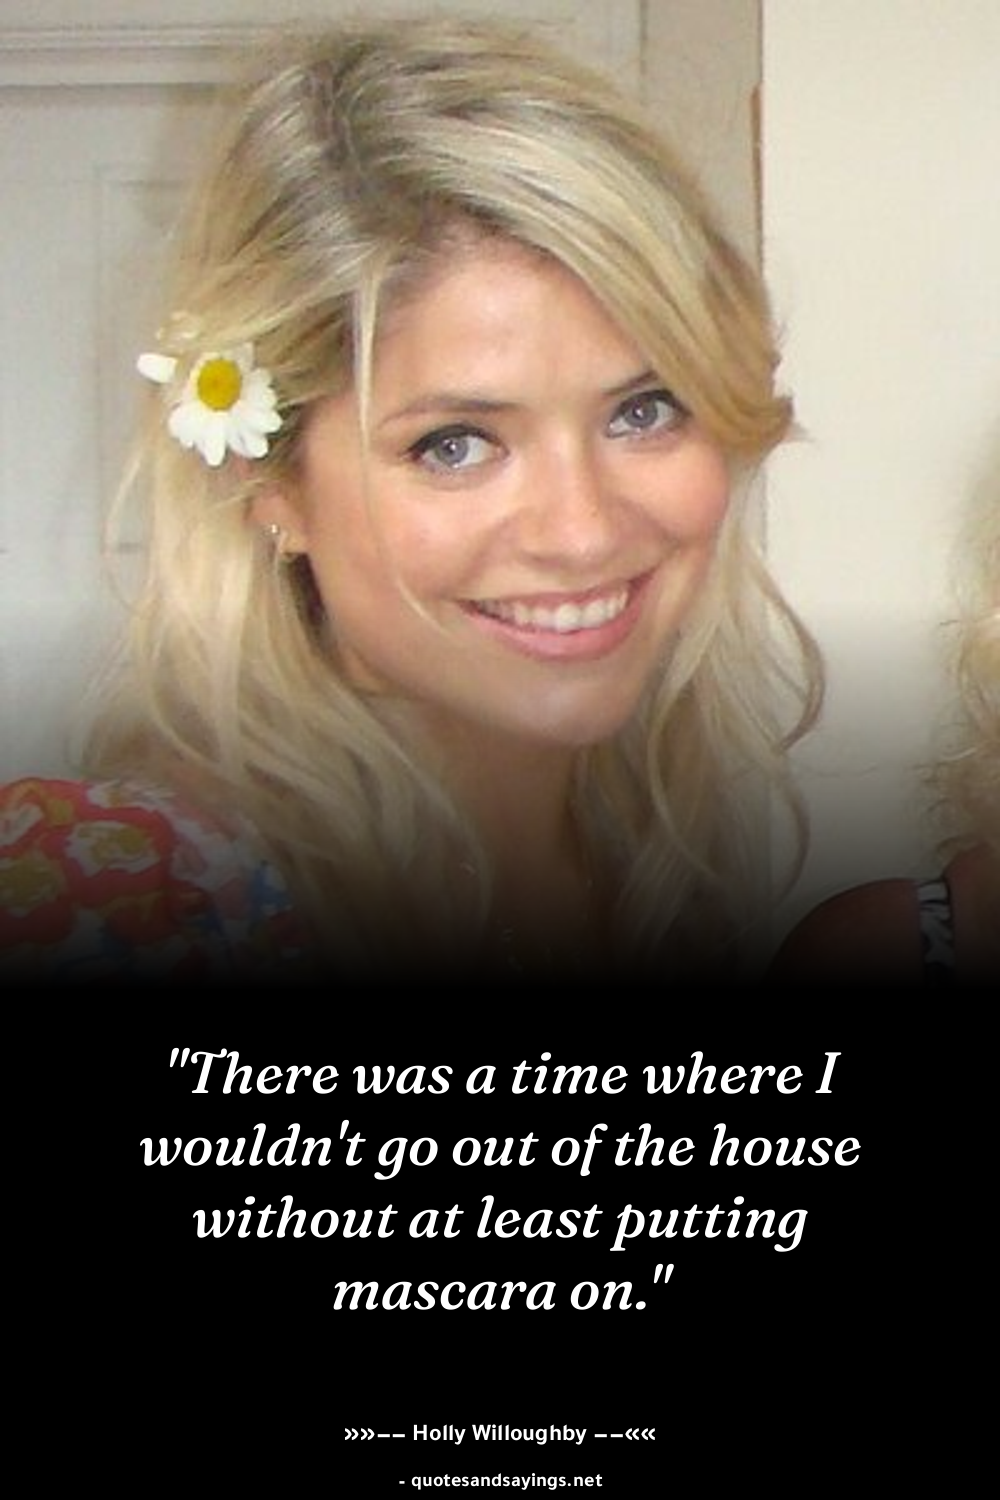 "There was a time where I
wouldn't go out of the house
without at least putting
mascara on."
»»−− Holly Willoughby −−««
- quotesandsayings.net